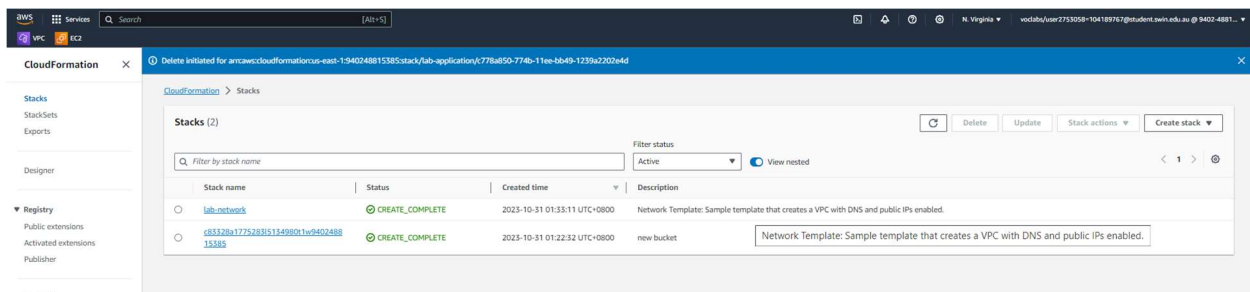 aws Services Search [Alt+S] N. Virginia voclabs/user2753058=104189767@student.swin.edu.au @ 9402-4881...
VPC EC2
CloudFormation
Delete initiated for arn:aws:cloudformation:us-east-1:940248815385:stack/lab-application/c778a850-774b-11ee-bb49-1239a2202e4d
CloudFormation > Stacks
Stacks
StackSets
Exports
Designer
Registry
Public extensions
Activated extensions
Publisher
Stacks (2)
Delete Update Stack actions Create stack
Filter status
Filter by stack name Active View nested 1
Stack name Status Created time Description
lab-network CREATE_COMPLETE 2023-10-31 01:33:11 UTC+0800 Network Template: Sample template that creates a VPC with DNS and public IPs enabled.
c83328a1775283l5134980t1w9402488
15385 CREATE_COMPLETE 2023-10-31 01:22:32 UTC+0800 new bucket
Network Template: Sample template that creates a VPC with DNS and public IPs enabled.